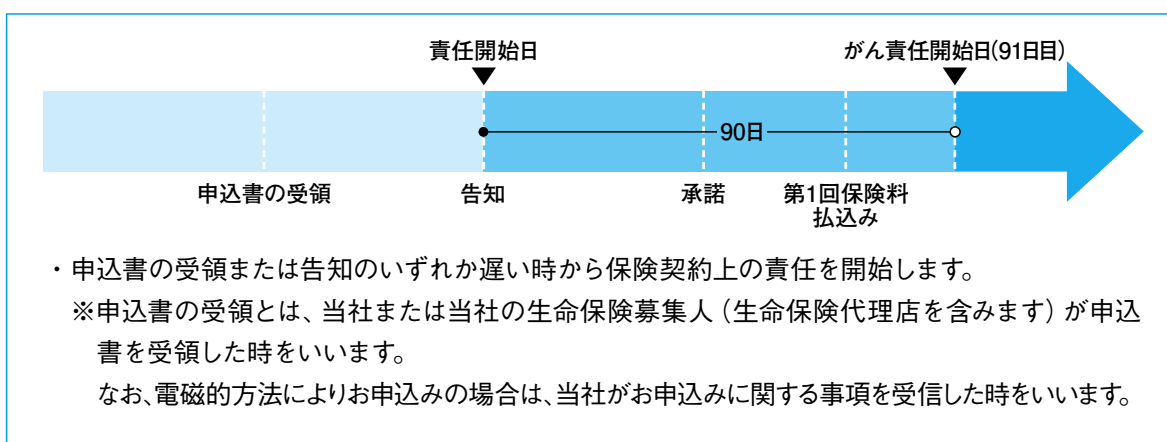 責任開始日
がん責任開始日(91日目)
90日
申込書の受領
告知
承諾
第1回保険料
払込み
・申込書の受領または告知のいずれか遅い時から保険契約上の責任を開始します。
※申込書の受領とは、当社または当社の生命保険募集人(生命保険代理店を含みます)が申込
書を受領した時をいいます。
なお、電磁的方法によりお申込みの場合は、当社がお申込みに関する事項を受信した時をいいます。